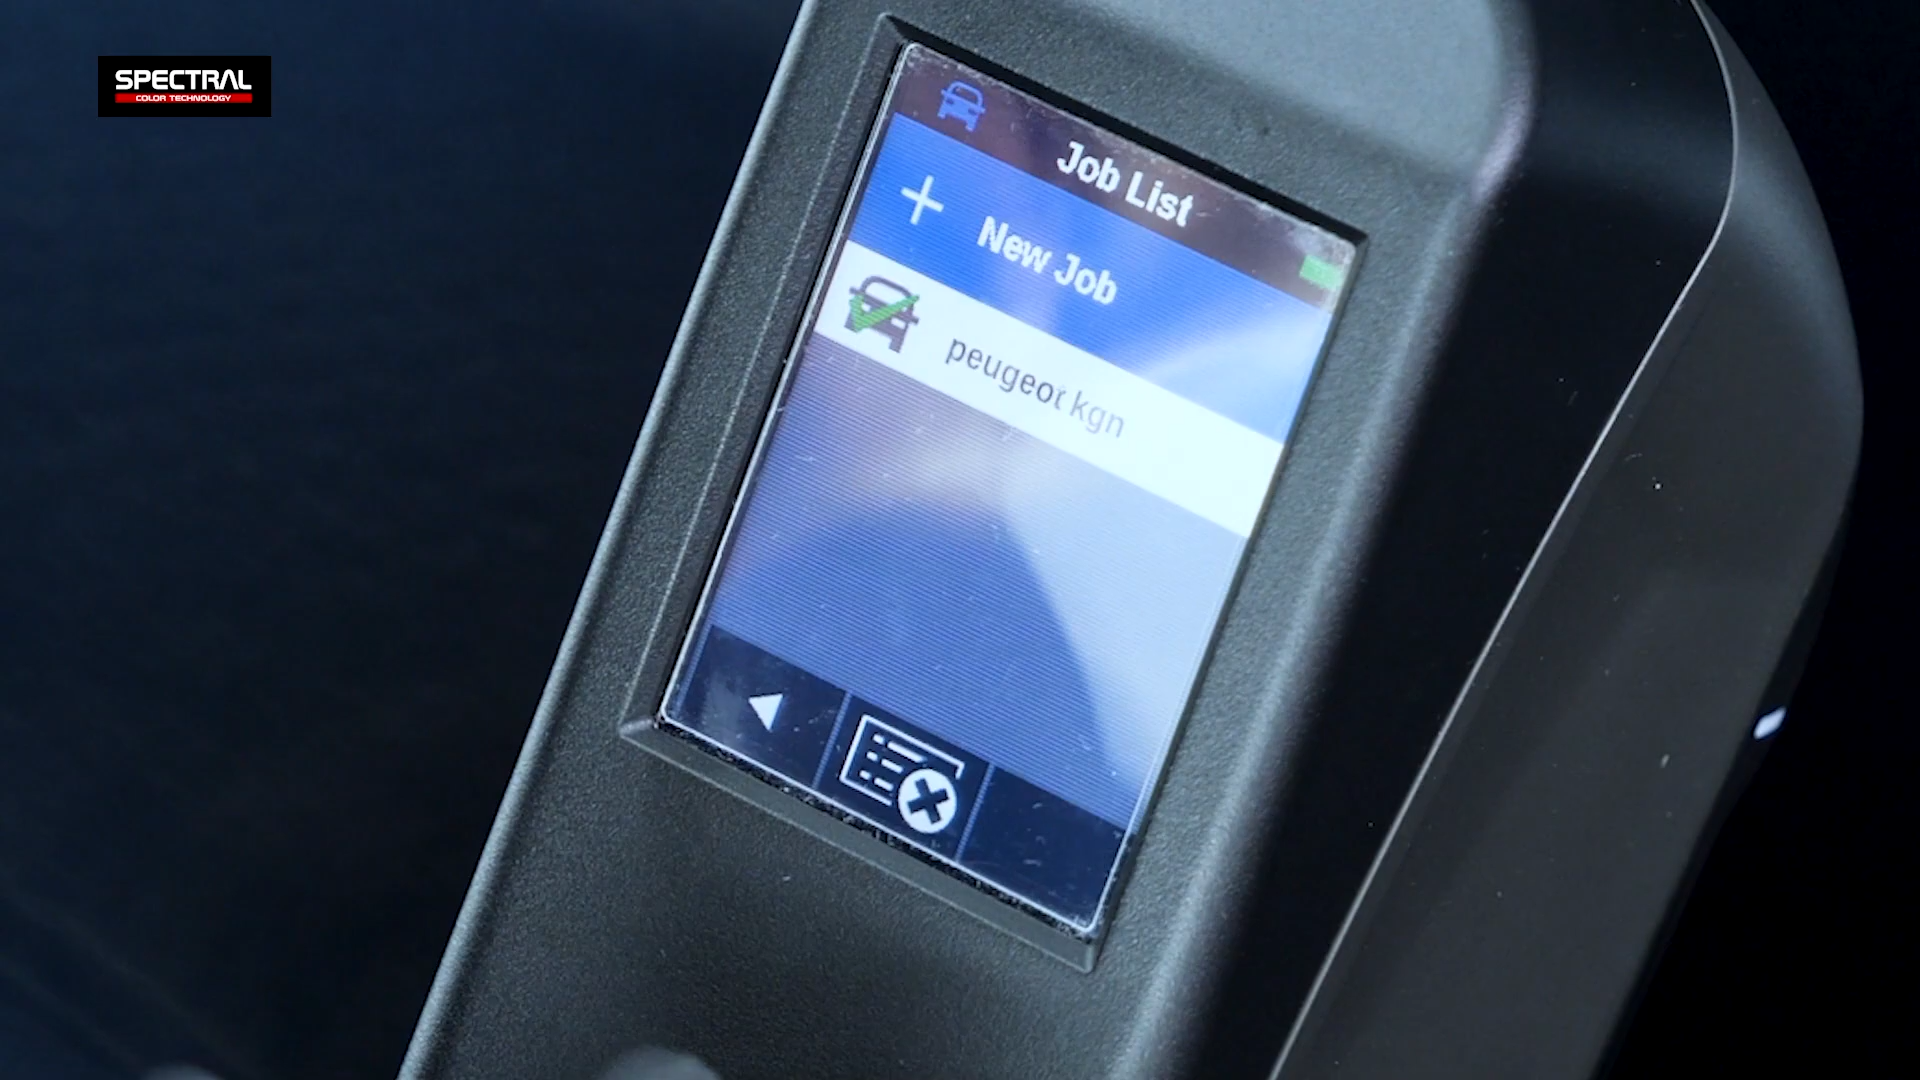 SPECTRAL
COLOR TECHNOLOGY
Job List
New Job
peugeot kgn